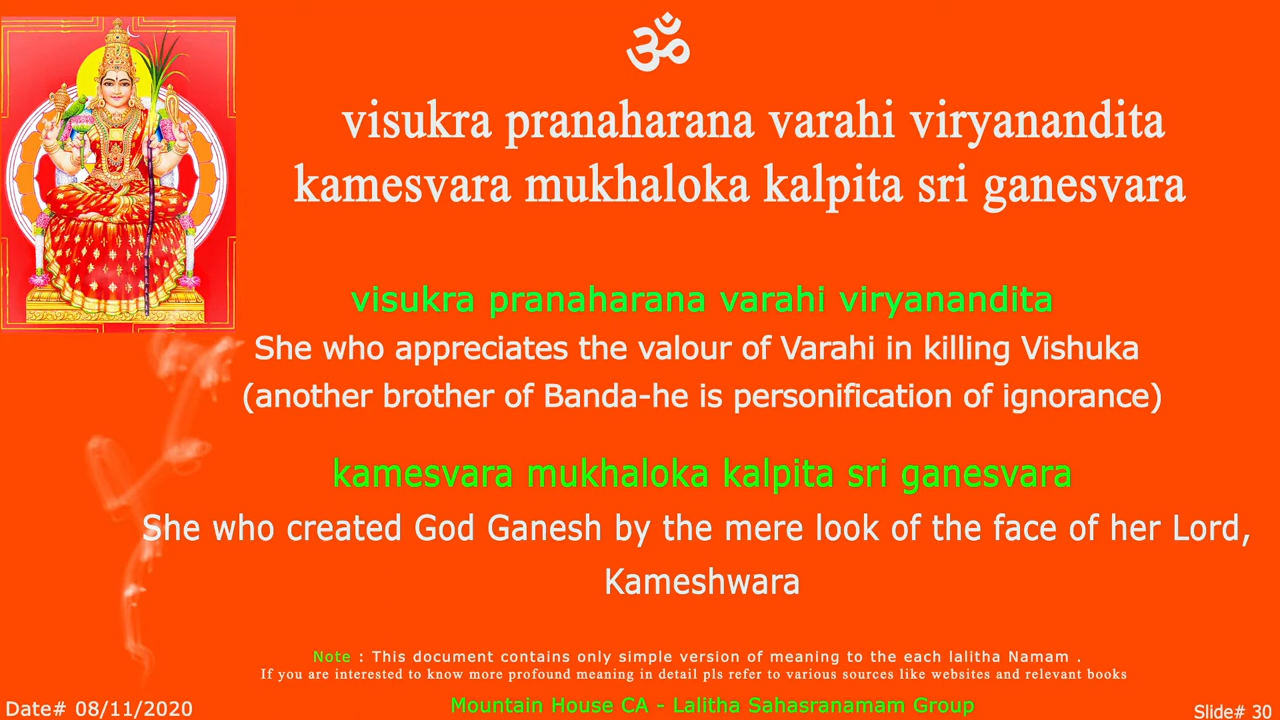 ॐ
visukra pranaharana varahi viryanandita
kamesvara mukhaloka kalpita sri ganesvara
visukra pranaharana varahi viryanandita
She who appreciates the valour of Varahi in killing Vishuka
(another brother of Banda-he is personification of ignorance)
kamesvara mukhaloka kalpita sri ganesvara
She who created God Ganesh by the mere look of the face of her Lord,
Kameshwara
Note : This document contains only simple version of meaning to the each lalitha Namam .
If you are interested to know more profound meaning in detail pls refer to various sources like websites and relevant books
Mountain House CA - Lalitha Sahasranamam Group
Date# 08/11/2020
Slide# 30